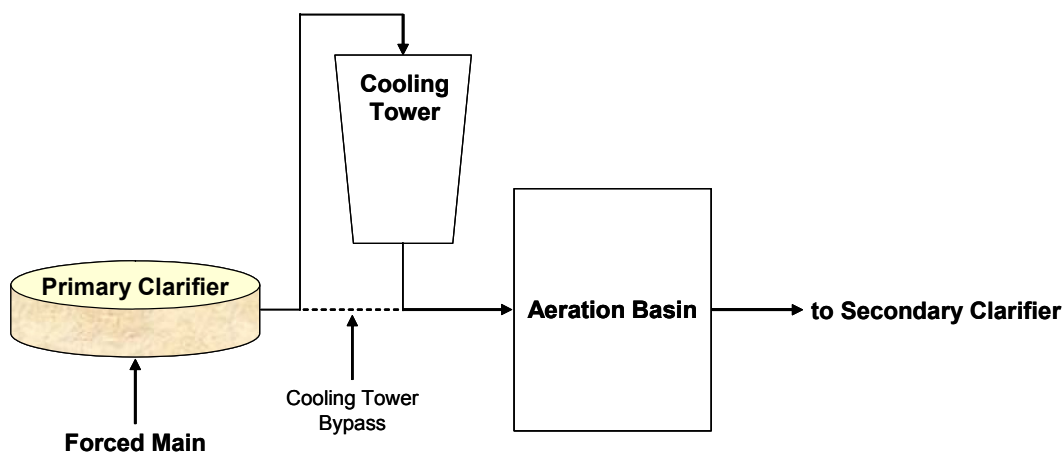 Cooling
Tower
Primary Clarifier
Aeration Basin
to Secondary Clarifier
Cooling Tower
Bypass
Forced Main